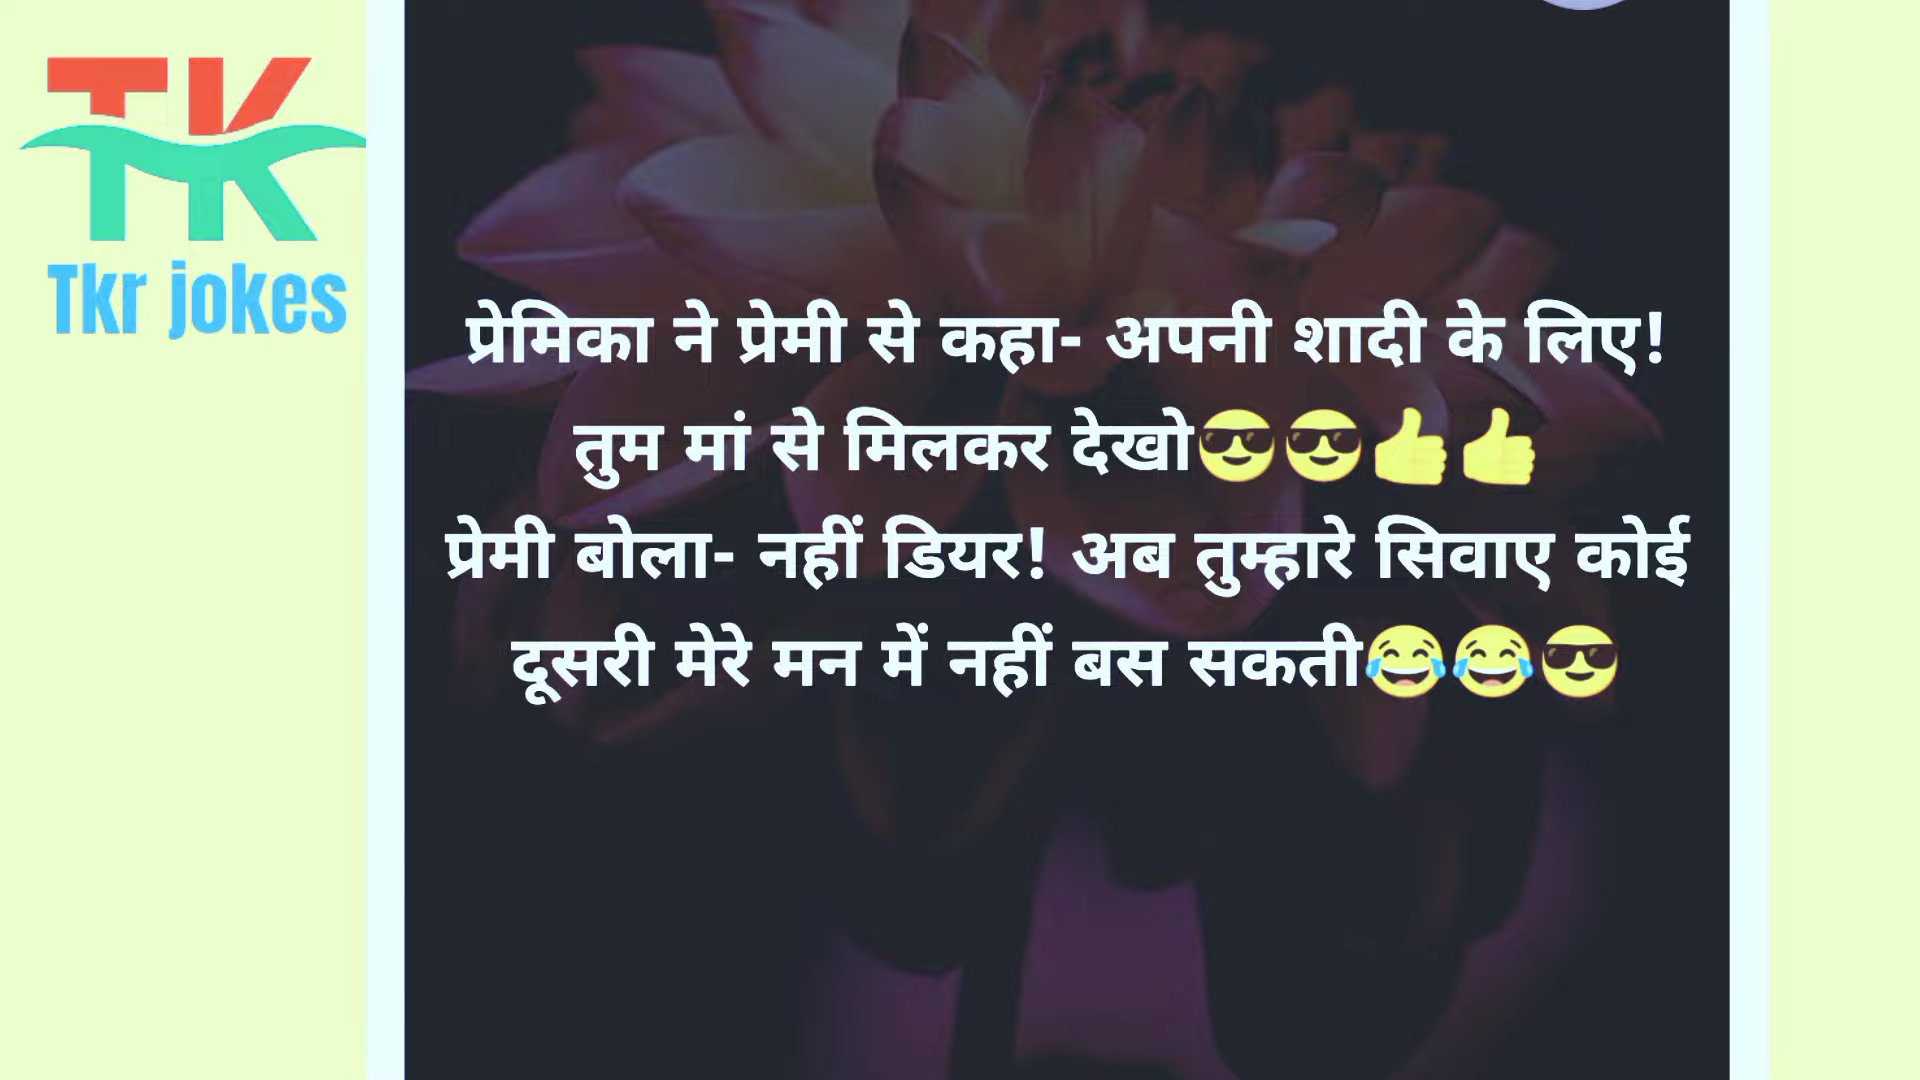 TK
Tkr jokes
प्रेमिका ने प्रेमी से कहा- अपनी शादी के लिए!
तुम मां से मिलकर देखो😎😎👍👍
प्रेमी बोला- नहीं डियर! अब तुम्हारे सिवाए कोई
दूसरी मेरे मन में नहीं बस सकती😂😂😎